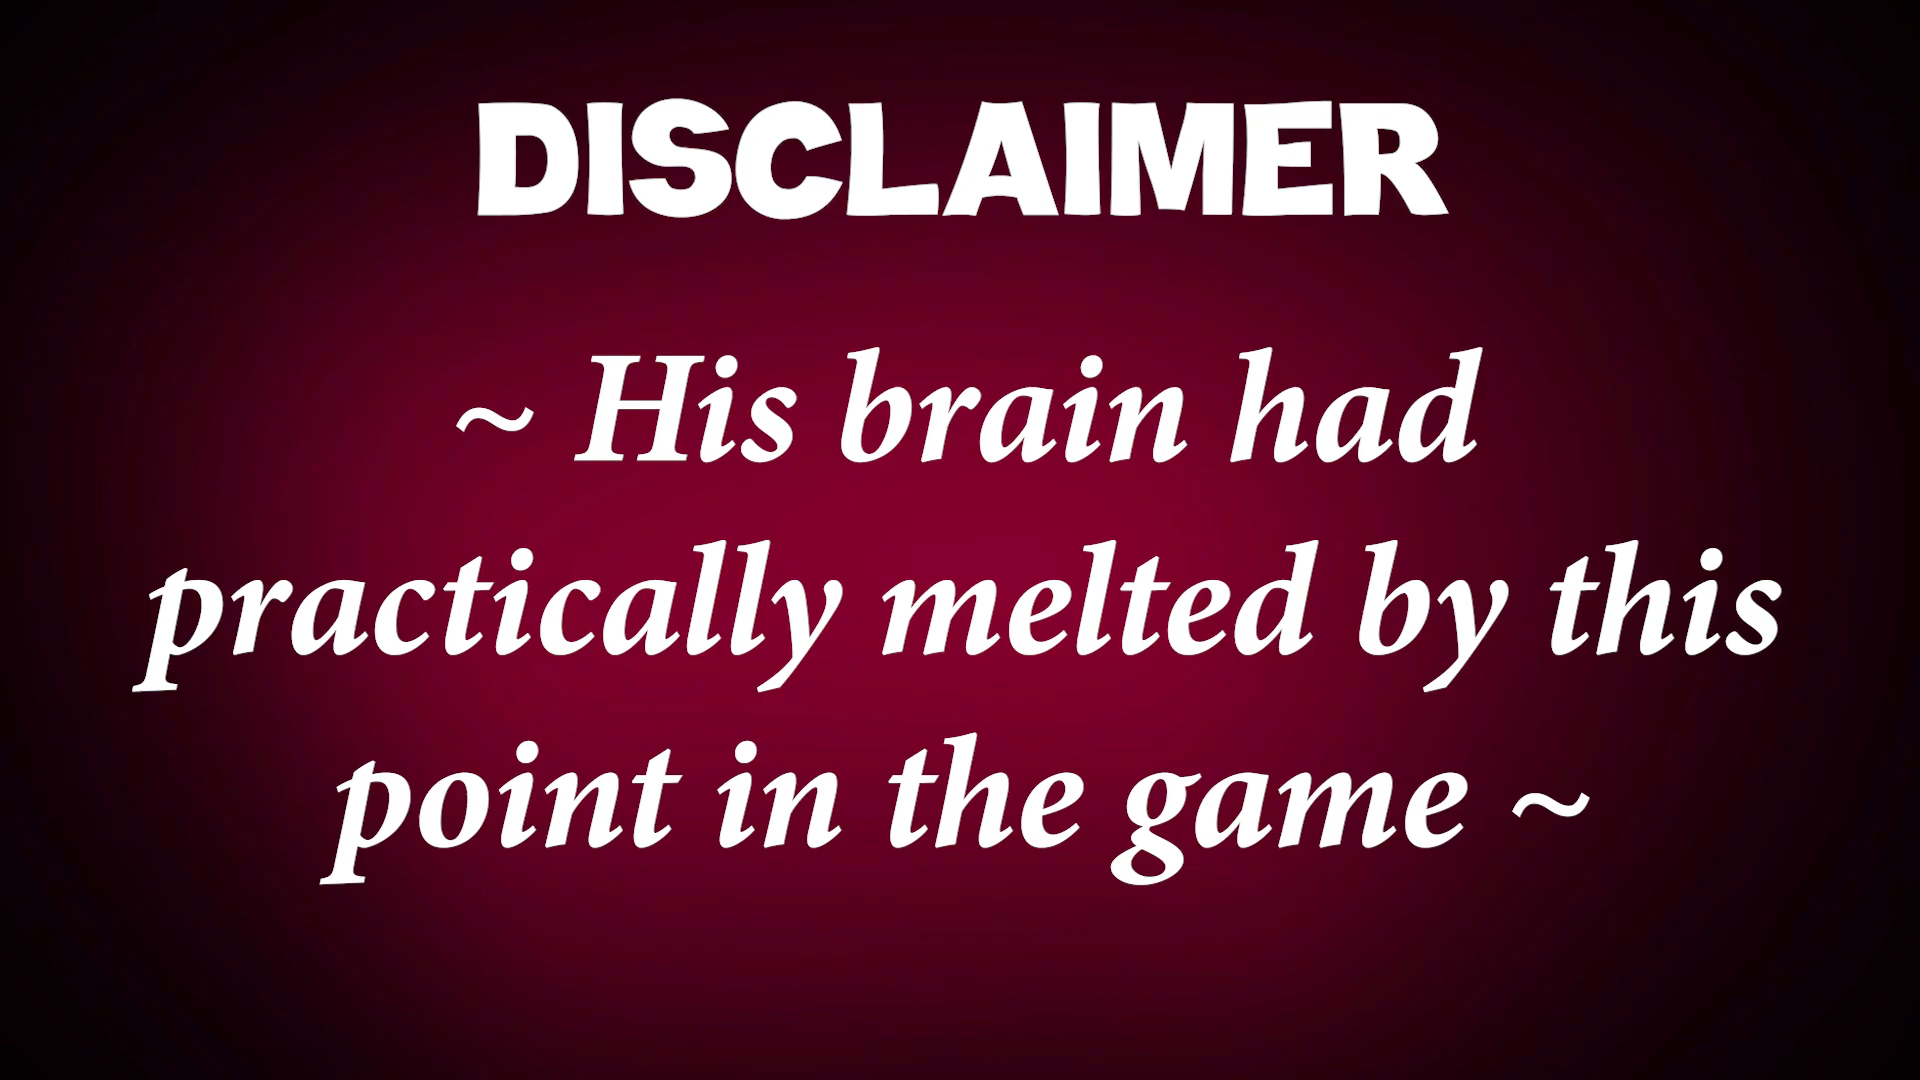 DISCLAIMER
~ His brain had
practically melted by this
point in the game ~